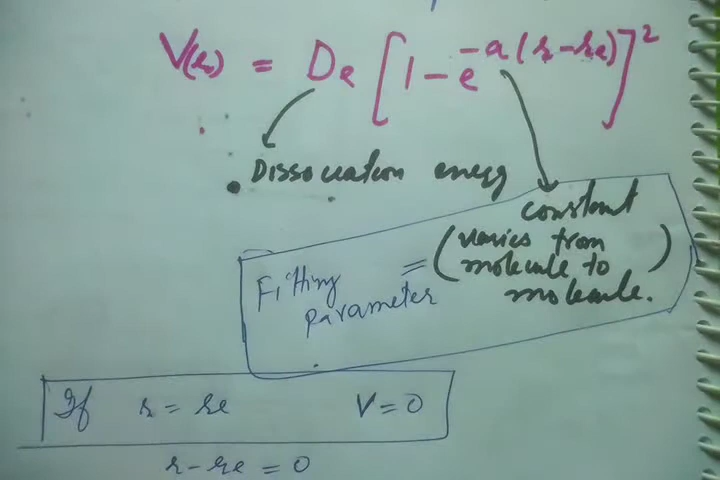 V(r) = De [1 - e^-a(r-re)]^2
Dissociation energy
constant
(varies from
molecule to
molecule.)
Fitting =
parameter
If r = re V = 0
r - re = 0